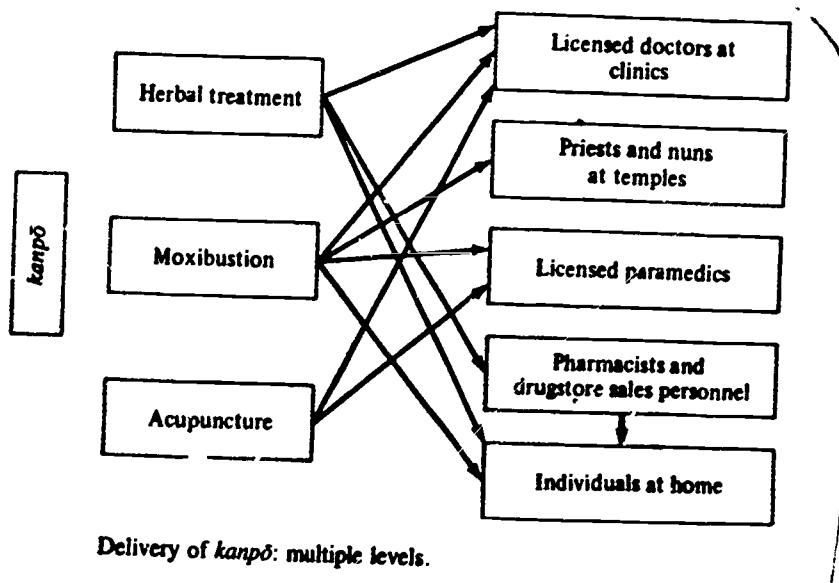 kanpō
Herbal treatment
Moxibustion
Acupuncture
Licensed doctors at
clinics
Priests and nuns
at temples
Licensed paramedics
Pharmacists and
drugstore sales personnel
Individuals at home
Delivery of kanpō: multiple levels.